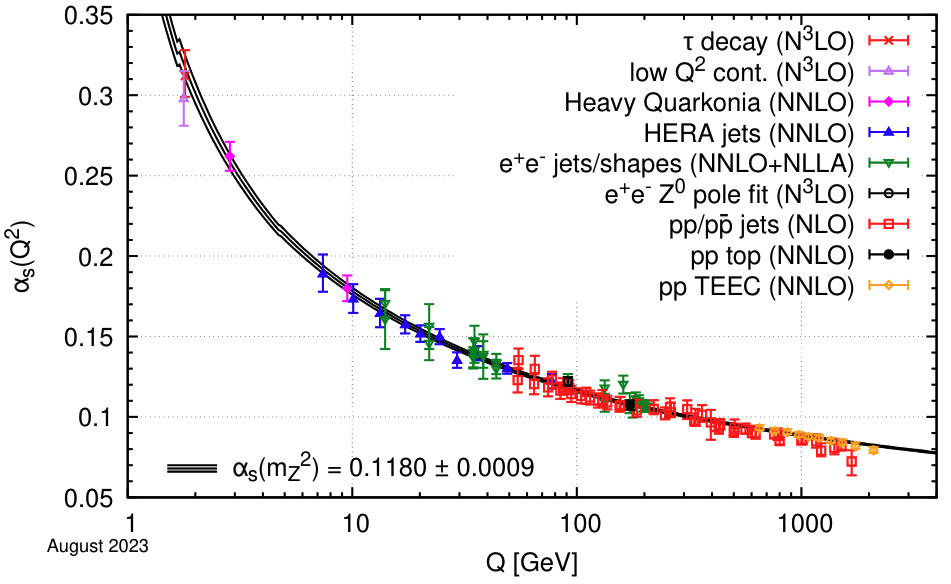 0.35
0.3
0.25
0.2
0.15
0.1
0.05
αs(Q²)
τ decay (N³LO)
low Q² cont. (N³LO)
Heavy Quarkonia (NNLO)
HERA jets (NNLO)
e⁺e⁻ jets/shapes (NNLO+NLLA)
e⁺e⁻ Z⁰ pole fit (N³LO)
pp/pp̄ jets (NLO)
pp top (NNLO)
pp TEEC (NNLO)
αs(mZ²) = 0.1180 ± 0.0009
1 10 100 1000
August 2023
Q [GeV]